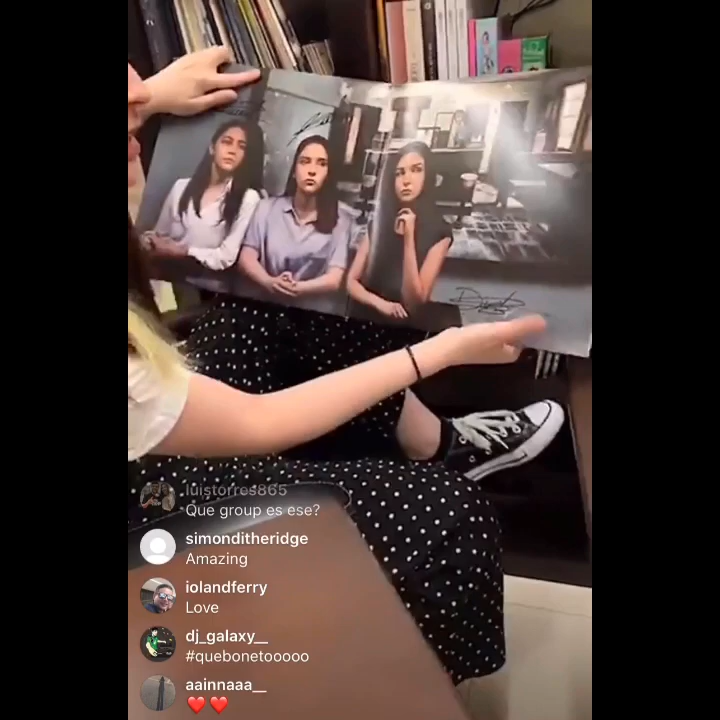 luistorres865
Que group es ese?
simonditheridge
Amazing
iolandferry
Love
dj_galaxy__
#quebonetooooo
aainnaaa__
❤️❤️